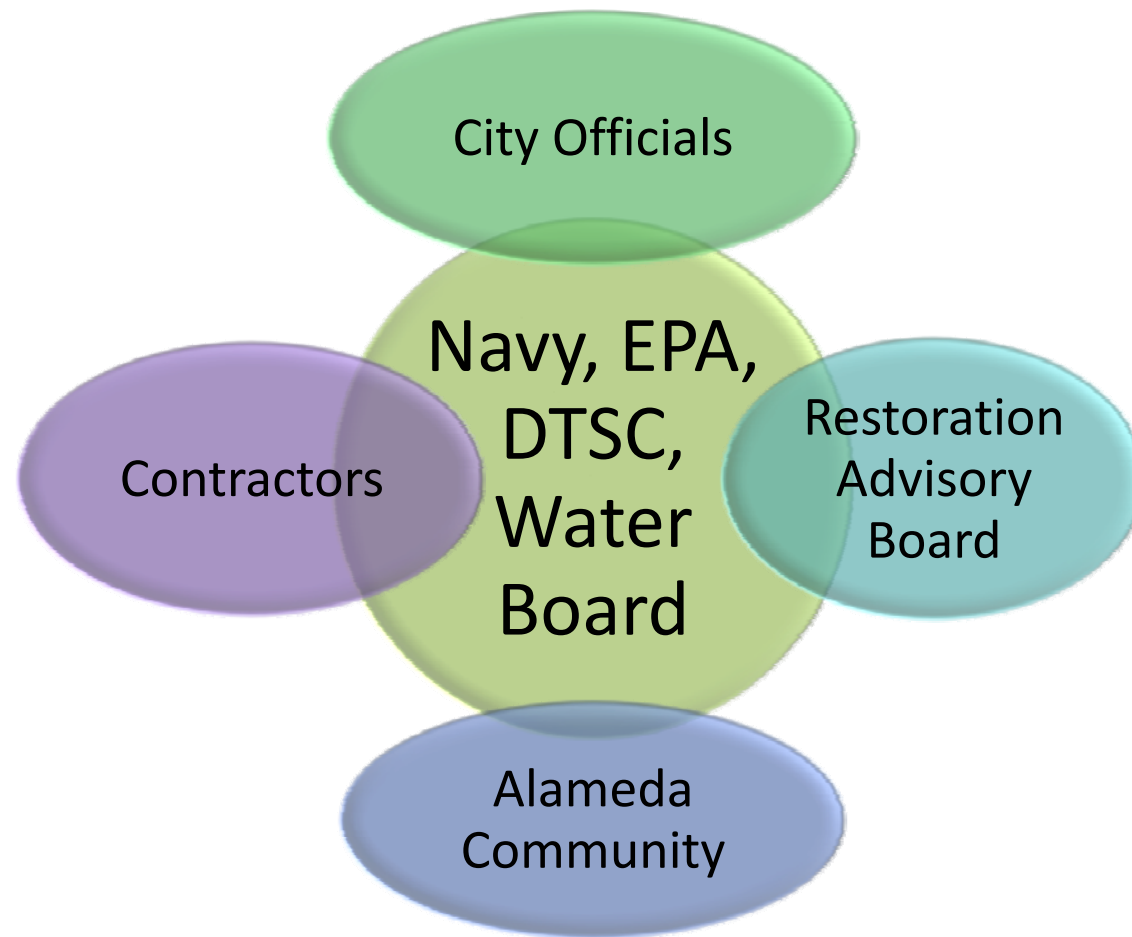 City Officials
Navy, EPA,
DTSC,
Water
Board
Contractors
Restoration
Advisory
Board
Alameda
Community